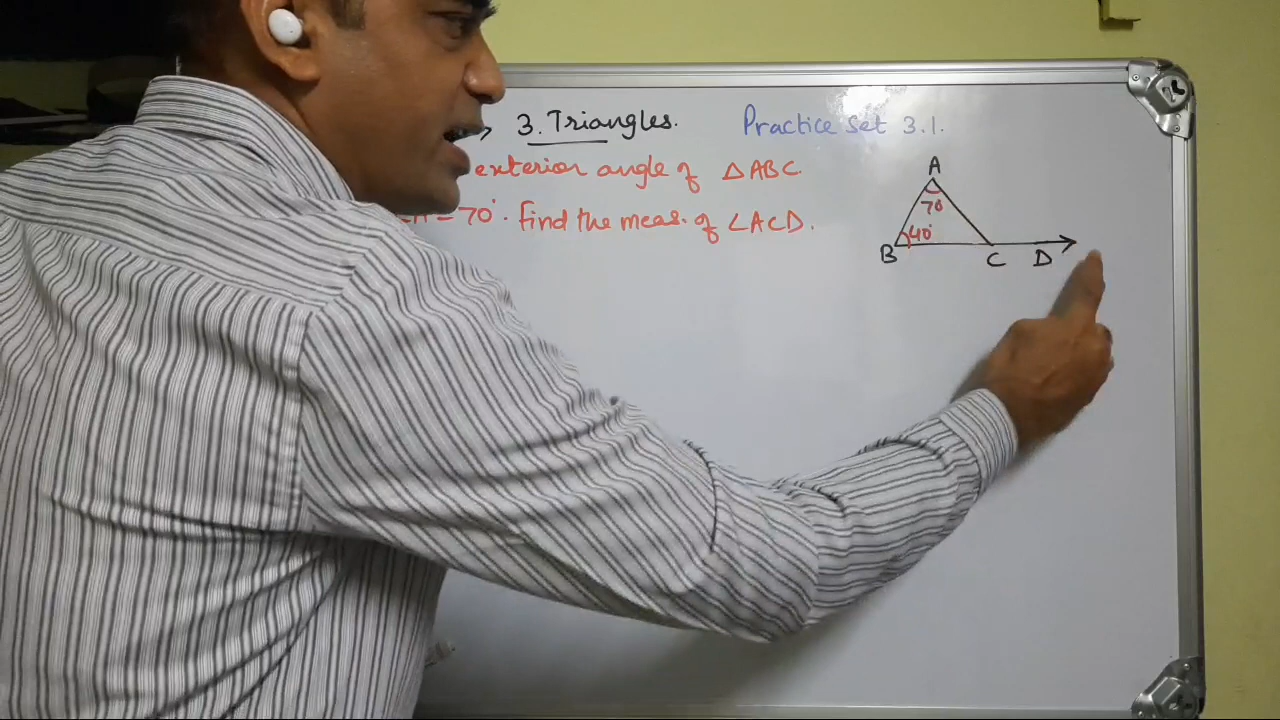 3. Triangles. Practice Set 3.1.
exterior angle of △ABC.
= 70°. Find the meas. of ∠ACD.
A
70
40°
B C D